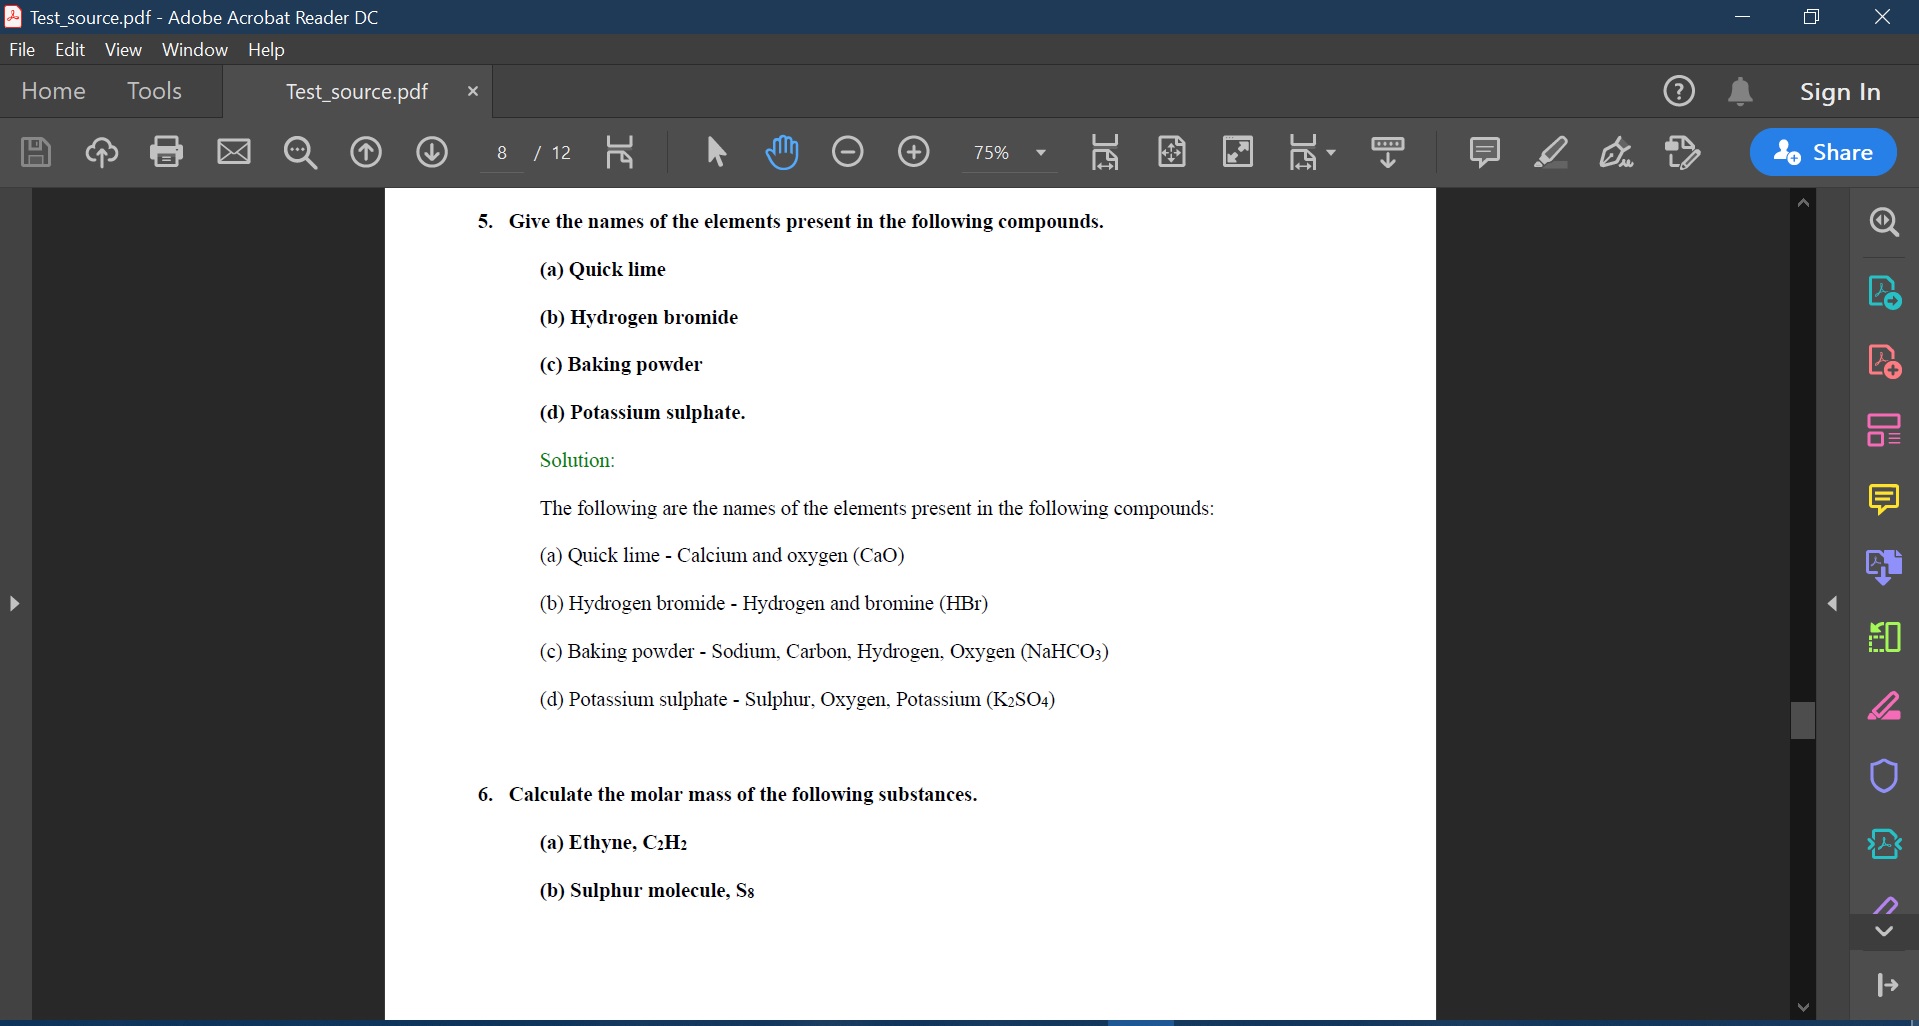 Test_source.pdf - Adobe Acrobat Reader DC
File Edit View Window Help
Home Tools Test_source.pdf × Sign In
8 / 12 75% Share
5. Give the names of the elements present in the following compounds.
(a) Quick lime
(b) Hydrogen bromide
(c) Baking powder
(d) Potassium sulphate.
Solution:
The following are the names of the elements present in the following compounds:
(a) Quick lime - Calcium and oxygen (CaO)
(b) Hydrogen bromide - Hydrogen and bromine (HBr)
(c) Baking powder - Sodium, Carbon, Hydrogen, Oxygen (NaHCO₃)
(d) Potassium sulphate - Sulphur, Oxygen, Potassium (K₂SO₄)
6. Calculate the molar mass of the following substances.
(a) Ethyne, C₂H₂
(b) Sulphur molecule, S₈